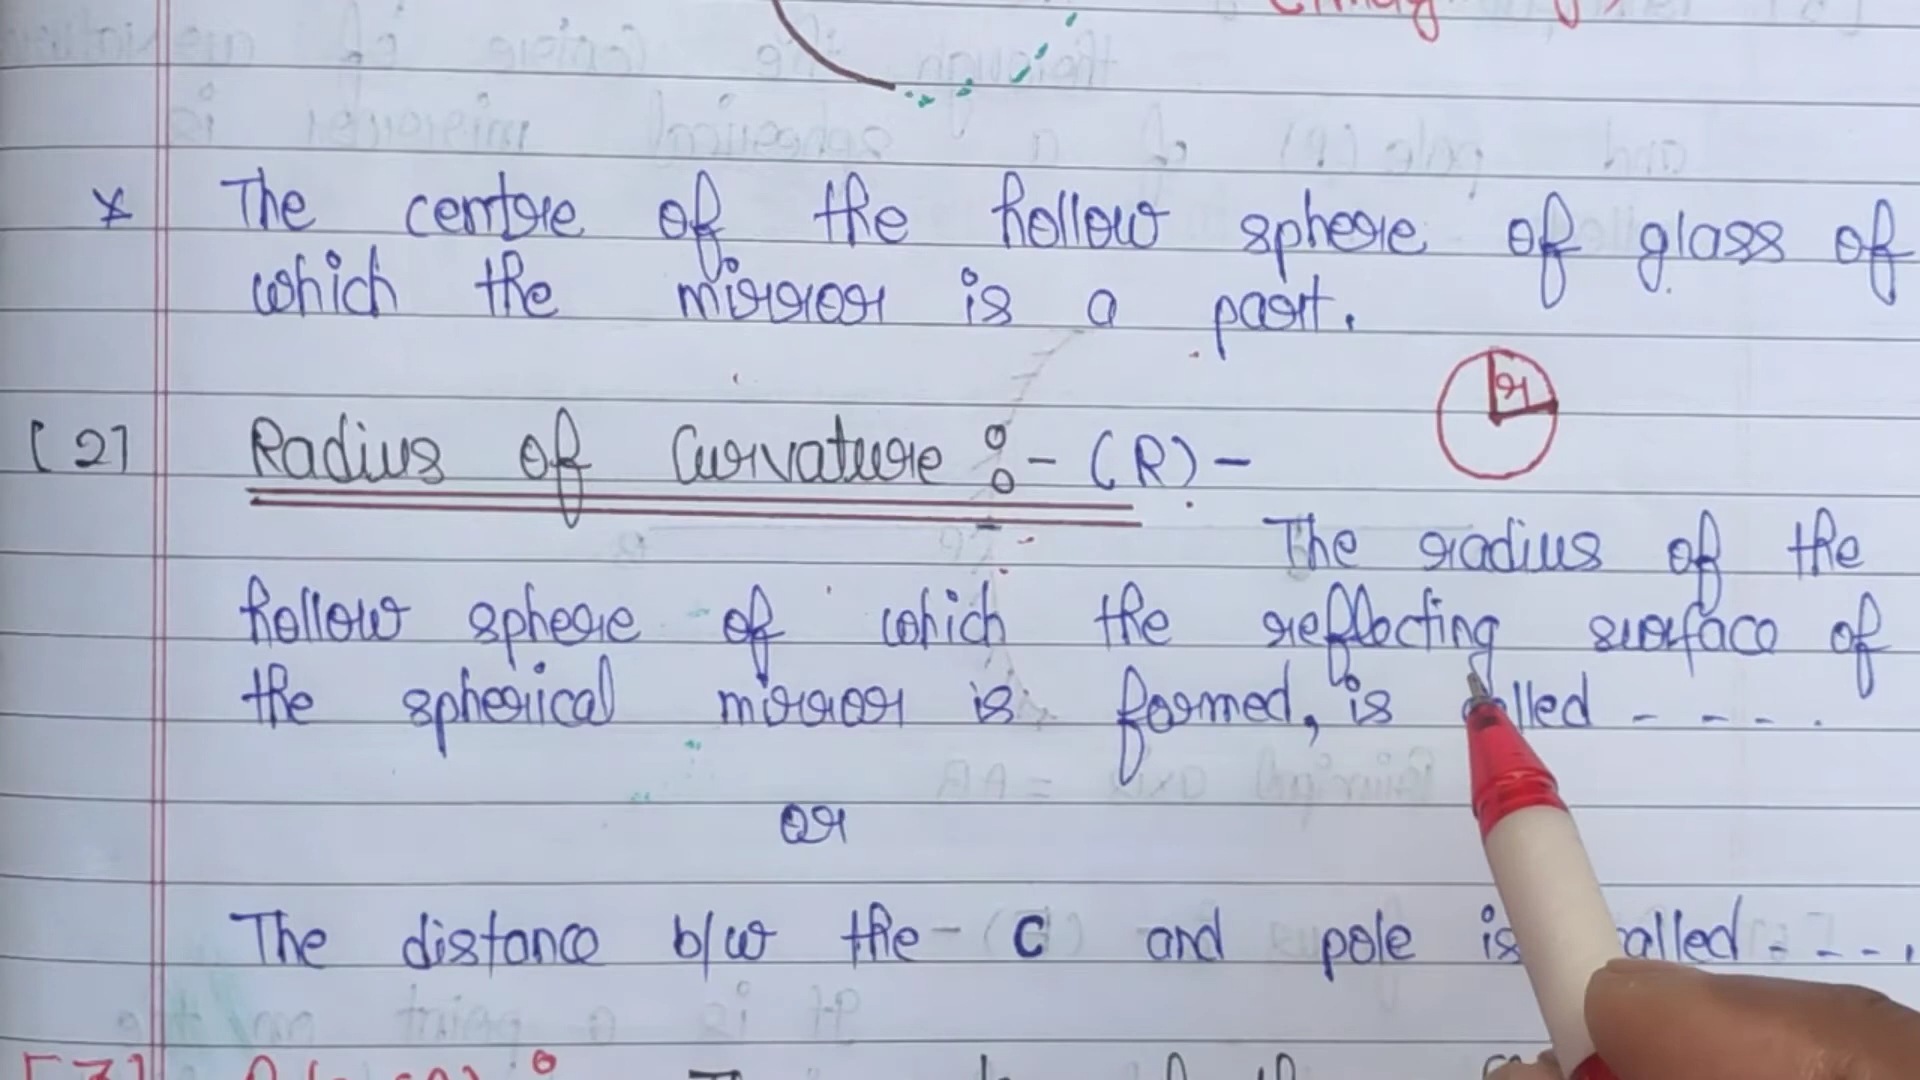 * The centre of the hollow sphere of glass of
which the mirror is a part.
r
[2] Radius of Curvature :- (R) -
The radius of the
hollow sphere of which the reflecting surface of
the spherical mirror is formed, is called - - - - .
or
The distance b/w the - C and pole is called - - - .